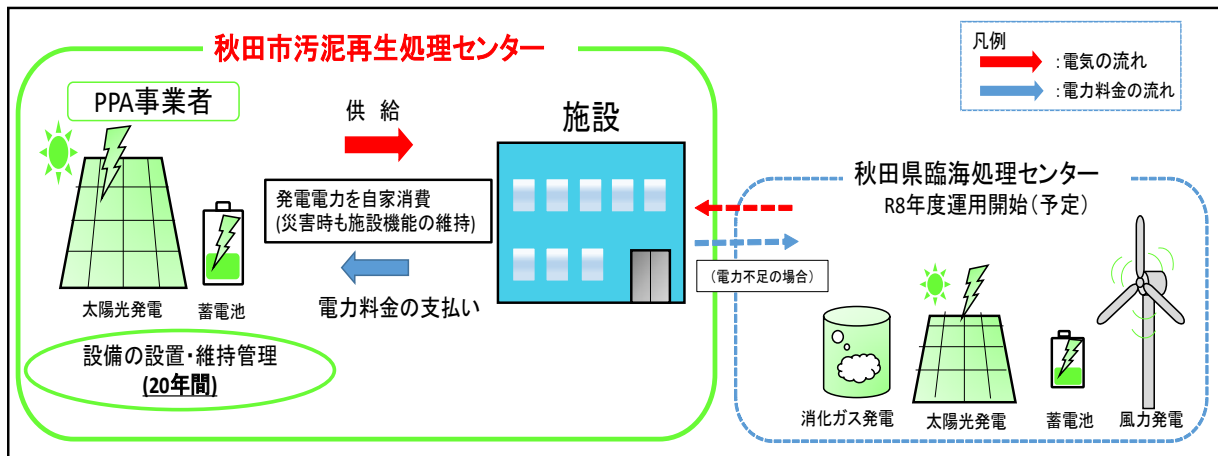 秋田市汚泥再生処理センター
PPA事業者
太陽光発電
蓄電池
設備の設置・維持管理
(20年間)
供　給
発電電力を自家消費
(災害時も施設機能の維持)
電力料金の支払い
施設
凡例
：電気の流れ
：電力料金の流れ
（電力不足の場合）
秋田県臨海処理センター
R8年度運用開始（予定）
消化ガス発電
太陽光発電
蓄電池
風力発電